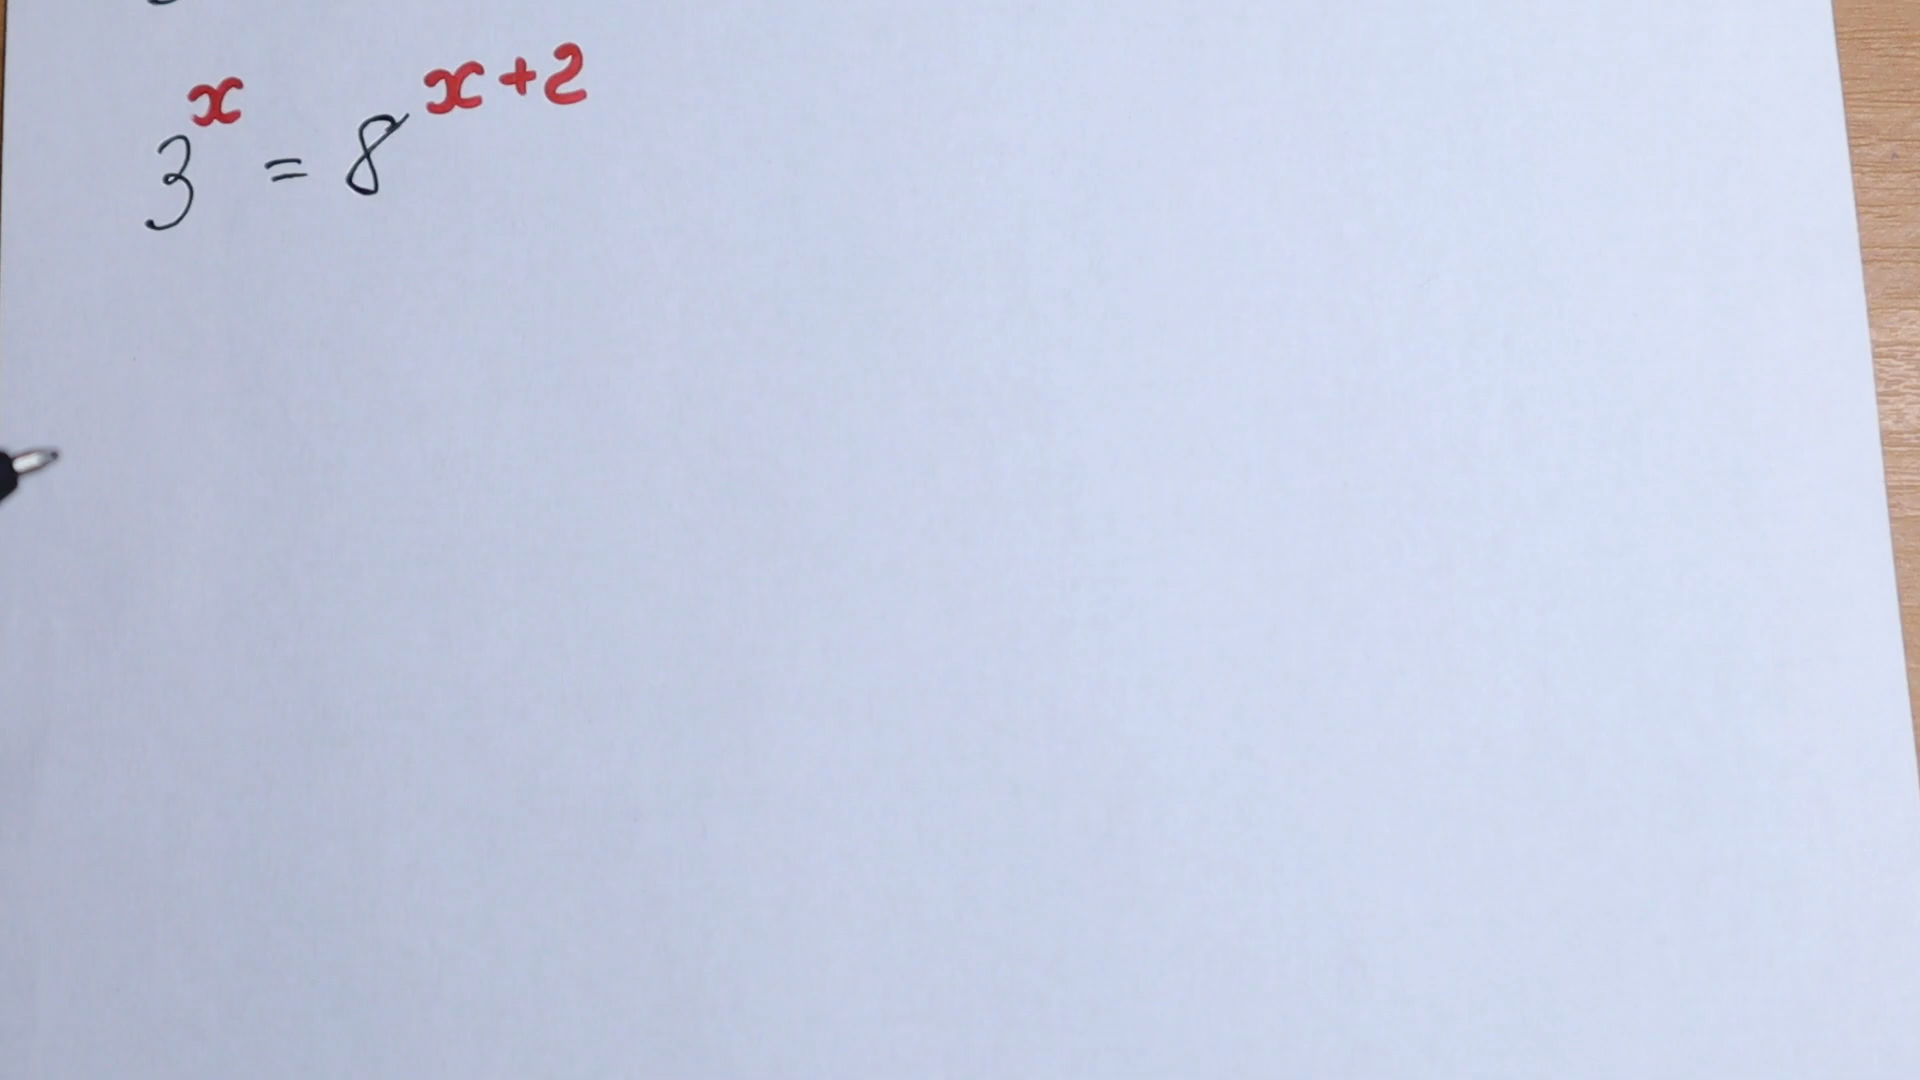 3^x = 8^{x+2}